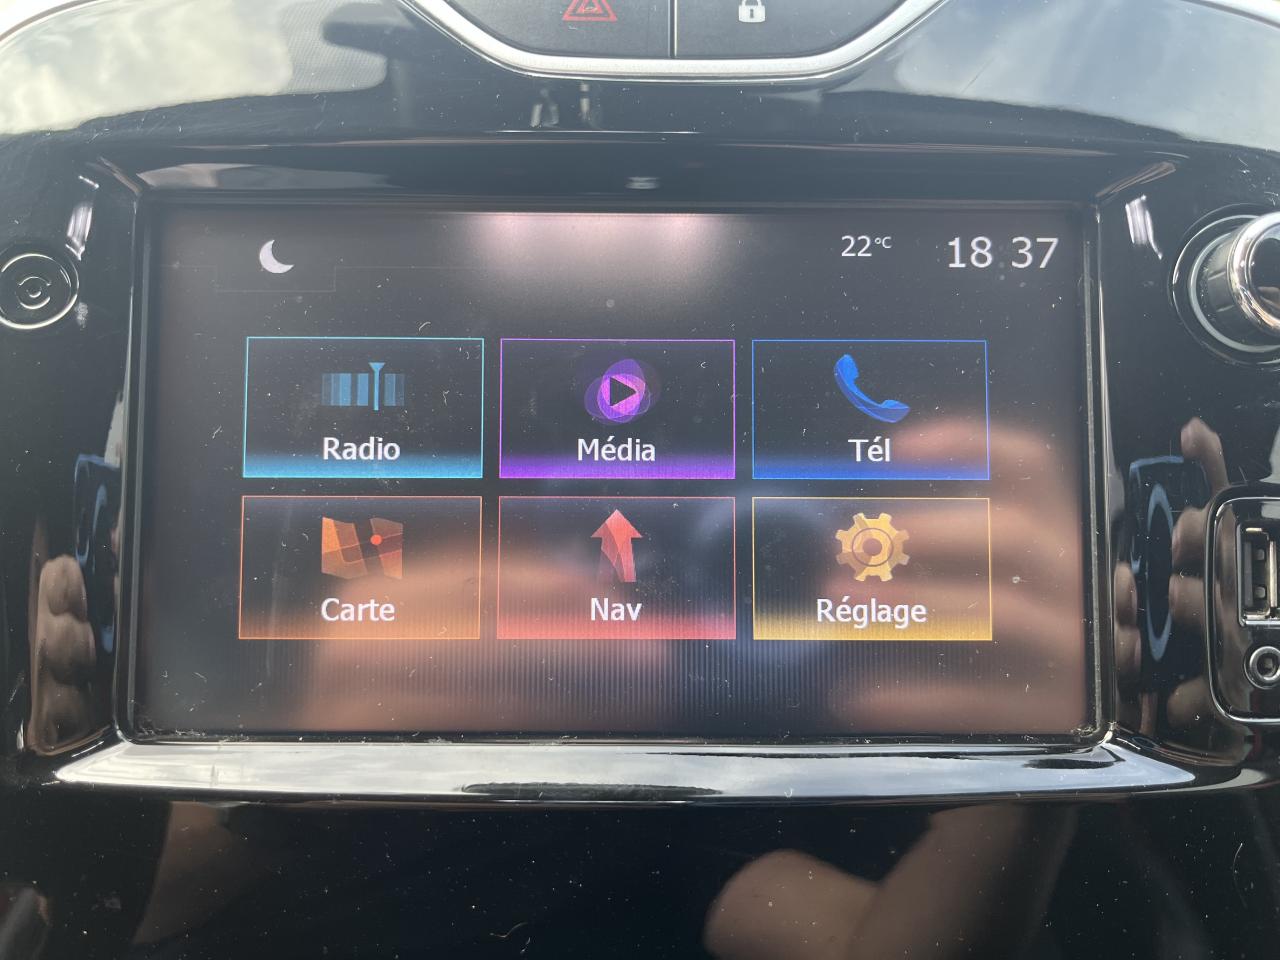 22°C 18 37
Radio Média Tél
Carte Nav Réglage